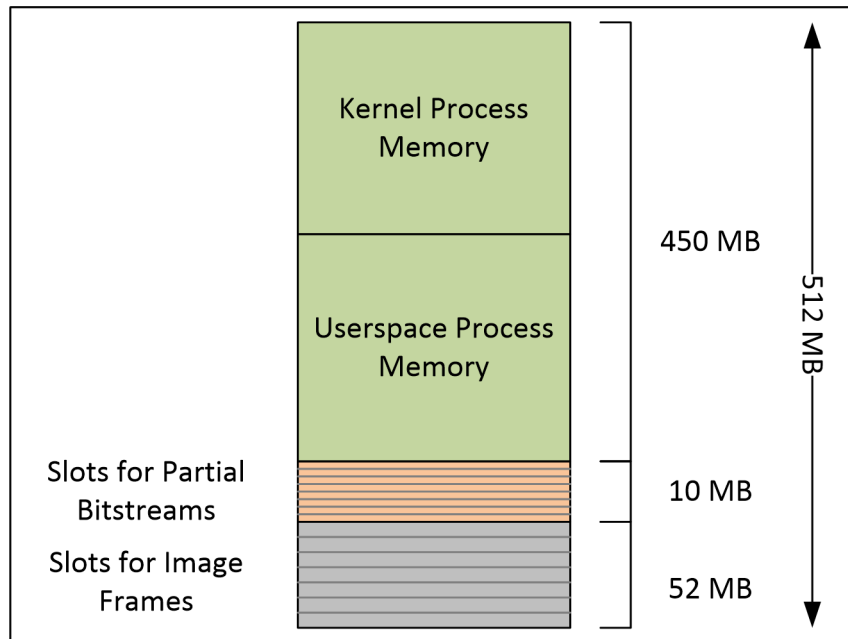 Kernel Process
Memory
450 MB
512 MB
Userspace Process
Memory
Slots for Partial
Bitstreams
10 MB
Slots for Image
Frames
52 MB